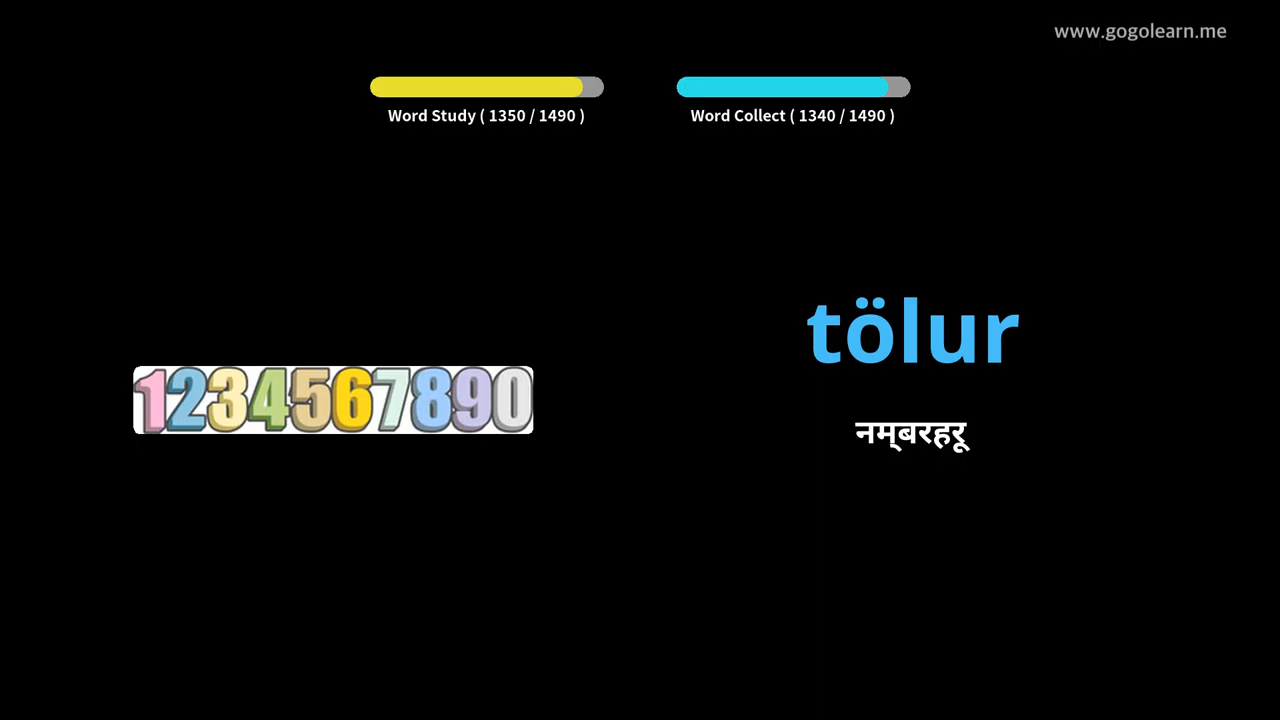 www.gogolearn.me
Word Study ( 1350 / 1490 )
Word Collect ( 1340 / 1490 )
tölur
1234567890
नम्बरहरू